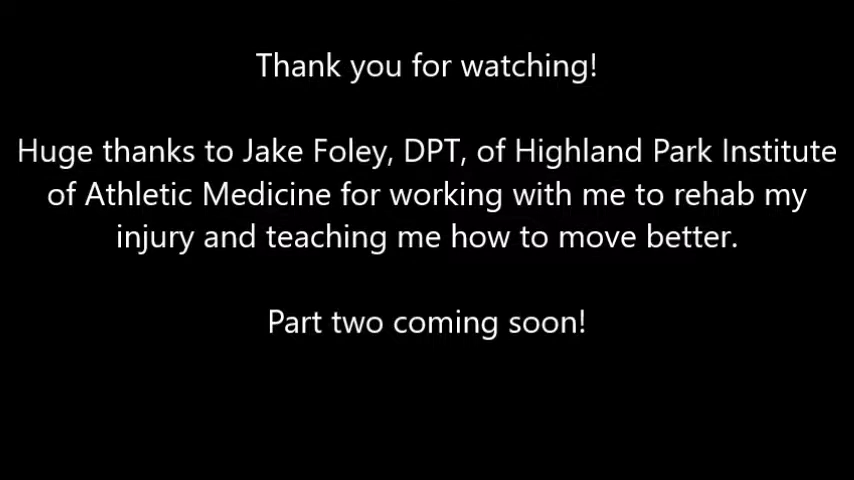 Thank you for watching!
Huge thanks to Jake Foley, DPT, of Highland Park Institute
of Athletic Medicine for working with me to rehab my
injury and teaching me how to move better.
Part two coming soon!